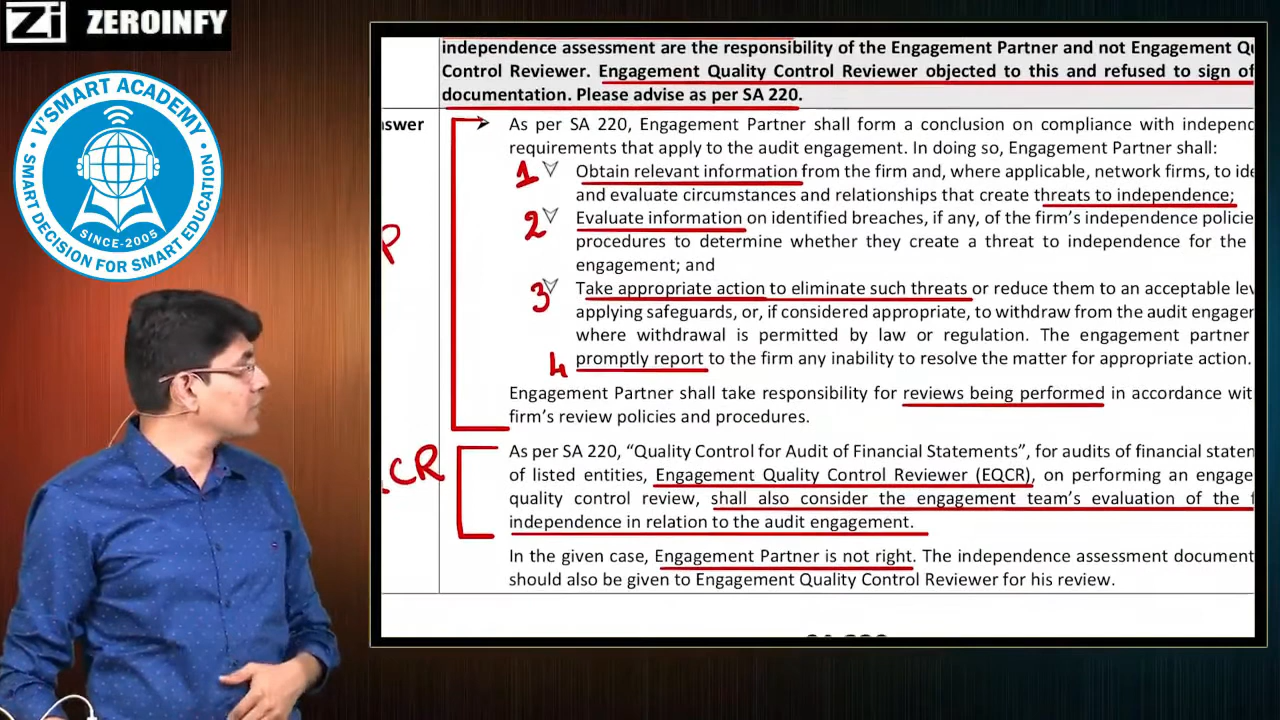 Zi ZEROINFY
V'SMART ACADEMY
SINCE-2005
SMART DECISION FOR SMART EDUCATION
independence assessment are the responsibility of the Engagement Partner and not Engagement Qu
Control Reviewer. Engagement Quality Control Reviewer objected to this and refused to sign of
documentation. Please advise as per SA 220.
nswer
As per SA 220, Engagement Partner shall form a conclusion on compliance with independ
requirements that apply to the audit engagement. In doing so, Engagement Partner shall:
1 Obtain relevant information from the firm and, where applicable, network firms, to ide
and evaluate circumstances and relationships that create threats to independence;
2 Evaluate information on identified breaches, if any, of the firm's independence policie
procedures to determine whether they create a threat to independence for the
engagement; and
3 Take appropriate action to eliminate such threats or reduce them to an acceptable lev
applying safeguards, or, if considered appropriate, to withdraw from the audit engager
where withdrawal is permitted by law or regulation. The engagement partner
4 promptly report to the firm any inability to resolve the matter for appropriate action.
P
Engagement Partner shall take responsibility for reviews being performed in accordance wit
firm's review policies and procedures.
CR
As per SA 220, “Quality Control for Audit of Financial Statements”, for audits of financial staten
of listed entities, Engagement Quality Control Reviewer (EQCR), on performing an engage
quality control review, shall also consider the engagement team's evaluation of the f
independence in relation to the audit engagement.
In the given case, Engagement Partner is not right. The independence assessment document
should also be given to Engagement Quality Control Reviewer for his review.